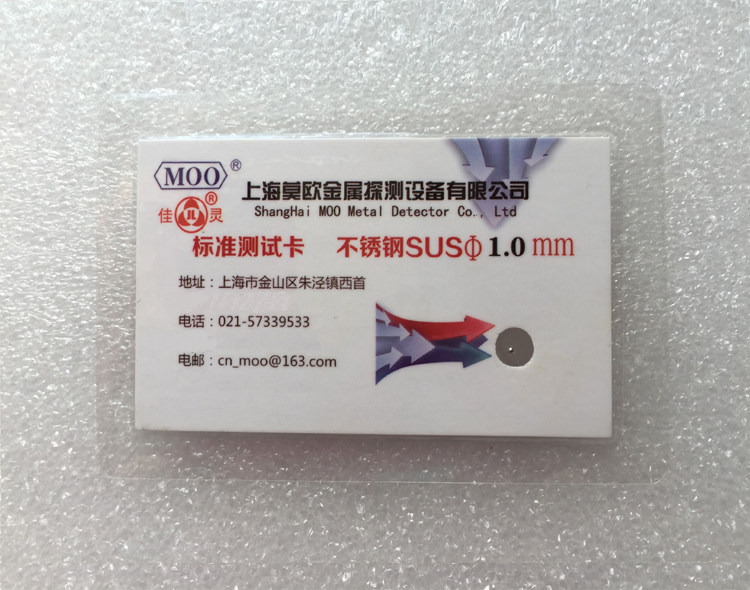 MOO®
上海莫欧金属探测设备有限公司
佳JL灵®
ShangHai MOO Metal Detector Co., Ltd
标准测试卡 不锈钢SUSΦ 1.0 mm
地址：上海市金山区朱泾镇西首
电话：021-57339533
电邮：cn_moo@163.com